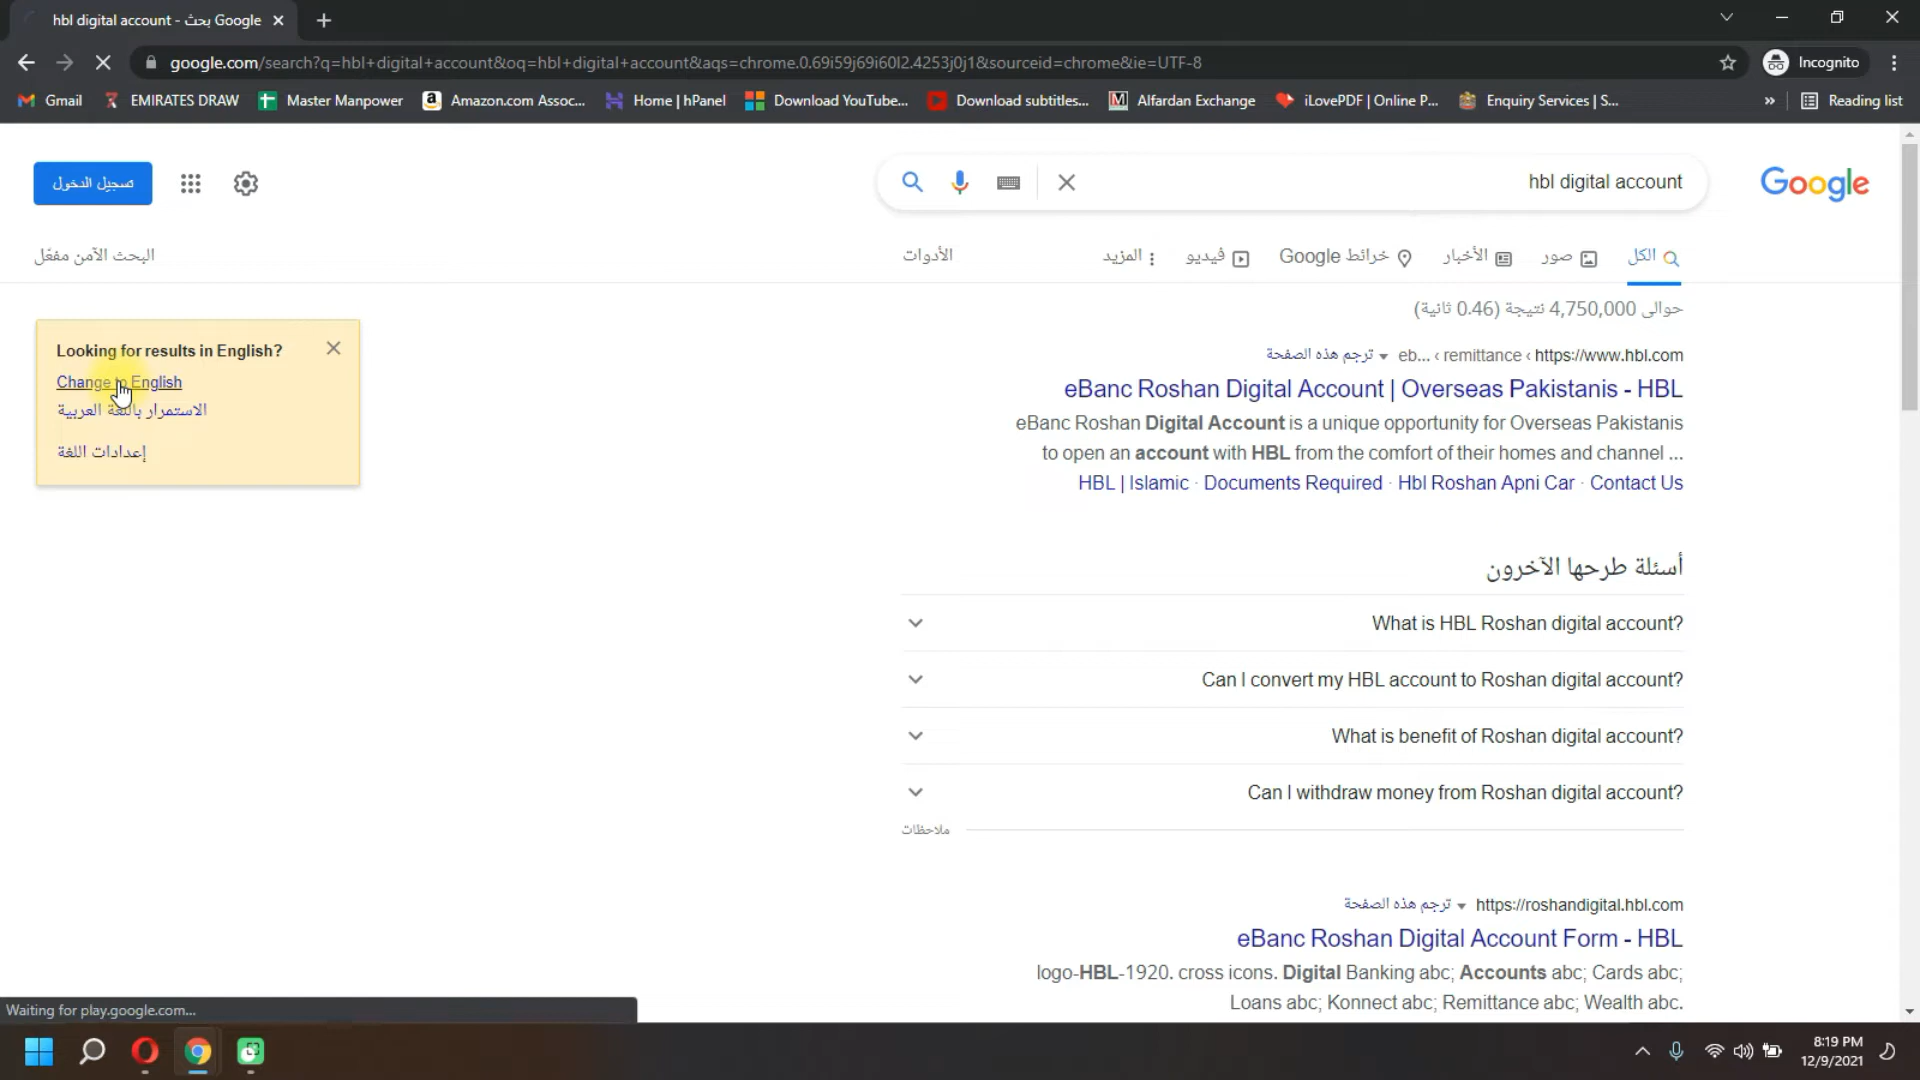 hbl digital account - بحث Google
google.com/search?q=hbl+digital+account&oq=hbl+digital+account&aqs=chrome.0.69i59j69i60l2.4253j0j1&sourceid=chrome&ie=UTF-8
Incognito
Gmail
EMIRATES DRAW
Master Manpower
Amazon.com Assoc...
Home | hPanel
Download YouTube...
Download subtitles...
Alfardan Exchange
iLovePDF | Online P...
Enquiry Services | S...
Reading list
Google
hbl digital account
تسجيل الدخول
الكل
صور
الأخبار
خرائط Google
فيديو
المزيد
الأدوات
البحث الآمن مفعّل
حوالى 4,750,000 نتيجة (0.46 ثانية)
Looking for results in English?
Change to English
الاستمرار باللغة العربية
إعدادات اللغة
https://www.hbl.com › remittance › eb... ترجم هذه الصفحة
eBanc Roshan Digital Account | Overseas Pakistanis - HBL
eBanc Roshan Digital Account is a unique opportunity for Overseas Pakistanis
to open an account with HBL from the comfort of their homes and channel ...
HBL | Islamic · Documents Required · Hbl Roshan Apni Car · Contact Us
أسئلة طرحها الآخرون
What is HBL Roshan digital account?
Can I convert my HBL account to Roshan digital account?
What is benefit of Roshan digital account?
Can I withdraw money from Roshan digital account?
ملاحظات
https://roshandigital.hbl.com ترجم هذه الصفحة
eBanc Roshan Digital Account Form - HBL
logo-HBL-1920. cross icons. Digital Banking abc; Accounts abc; Cards abc;
Loans abc; Konnect abc; Remittance abc; Wealth abc.
Waiting for play.google.com...
8:19 PM
12/9/2021